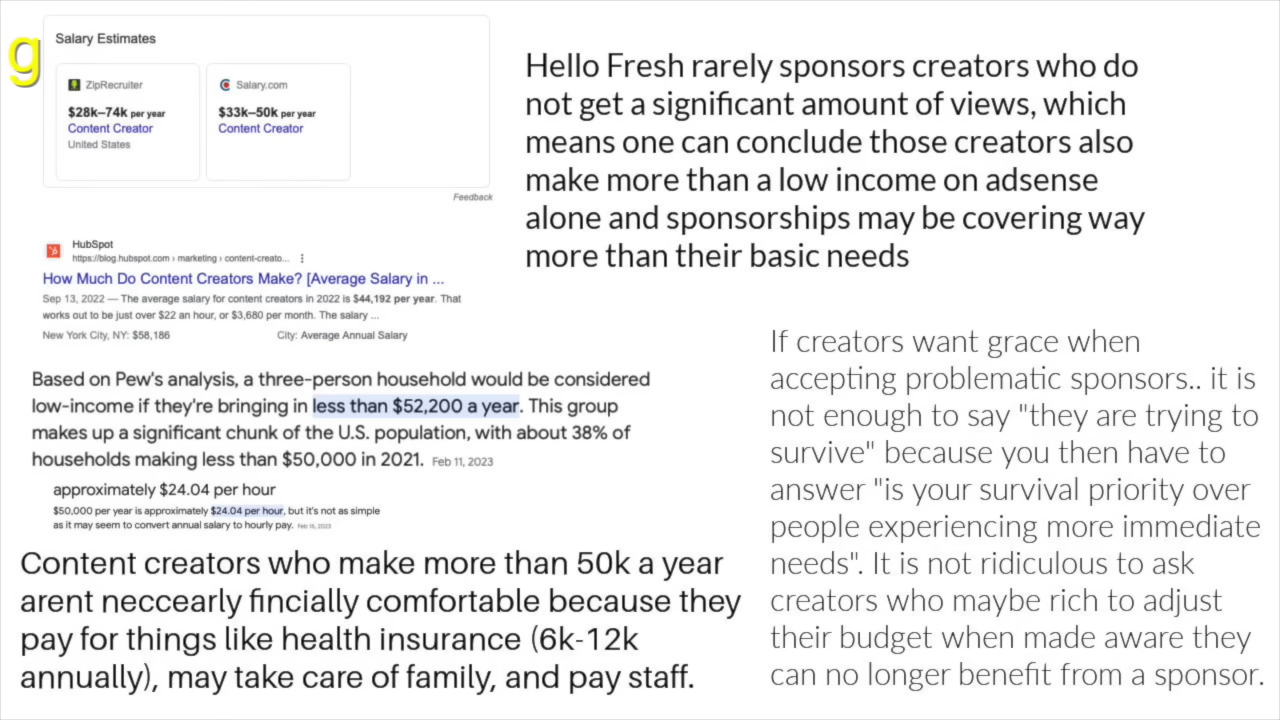 g
Salary Estimates
ZipRecruiter
$28k–74k per year
Content Creator
United States
Salary.com
$33k–50k per year
Content Creator
Feedback
HubSpot
https://blog.hubspot.com › marketing › content-creato...
How Much Do Content Creators Make? [Average Salary in ...
Sep 13, 2022 — The average salary for content creators in 2022 is $44,192 per year. That
works out to be just over $22 an hour, or $3,680 per month. The salary ...
New York City, NY: $58,186 City: Average Annual Salary
Based on Pew's analysis, a three-person household would be considered
low-income if they're bringing in less than $52,200 a year. This group
makes up a significant chunk of the U.S. population, with about 38% of
households making less than $50,000 in 2021. Feb 11, 2023
approximately $24.04 per hour
$50,000 per year is approximately $24.04 per hour, but it's not as simple
as it may seem to convert annual salary to hourly pay. Feb 16, 2023
Content creators who make more than 50k a year
arent neccearly fincially comfortable because they
pay for things like health insurance (6k-12k
annually), may take care of family, and pay staff.
Hello Fresh rarely sponsors creators who do
not get a significant amount of views, which
means one can conclude those creators also
make more than a low income on adsense
alone and sponsorships may be covering way
more than their basic needs
If creators want grace when
accepting problematic sponsors.. it is
not enough to say "they are trying to
survive" because you then have to
answer "is your survival priority over
people experiencing more immediate
needs". It is not ridiculous to ask
creators who maybe rich to adjust
their budget when made aware they
can no longer benefit from a sponsor.